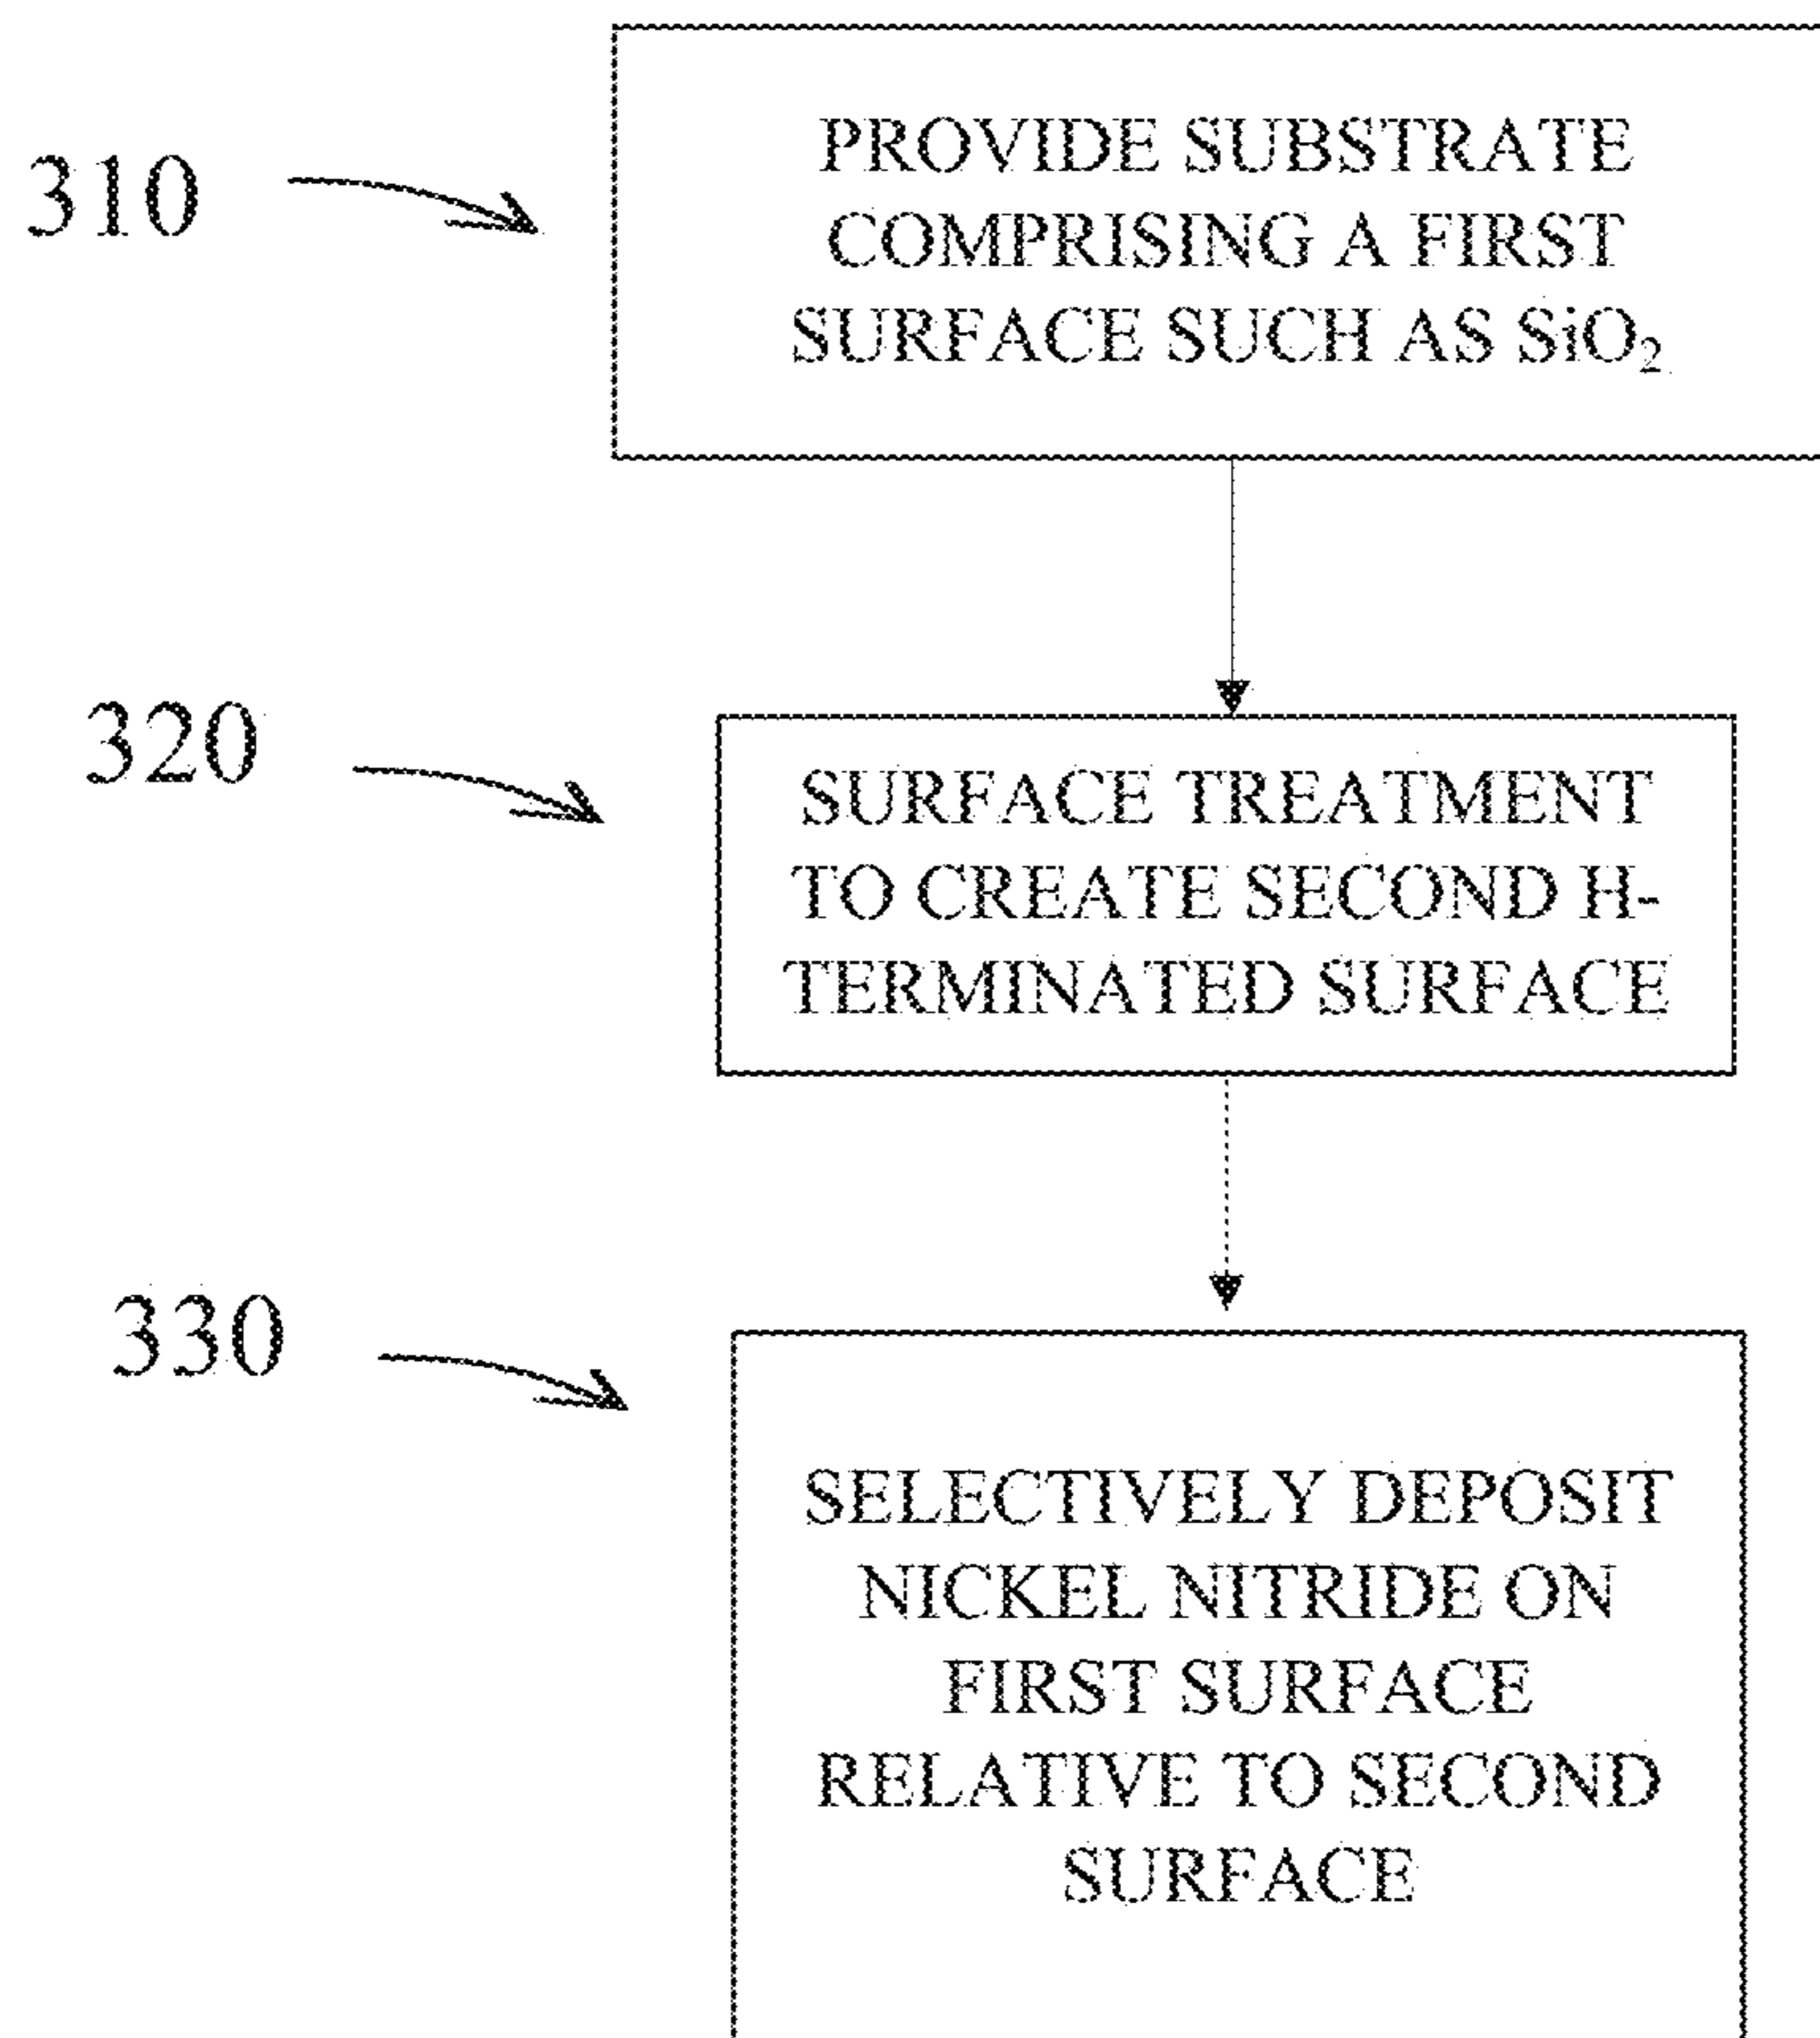 310
PROVIDE SUBSTRATE
COMPRISING A FIRST
SURFACE SUCH AS SiO₂
320
SURFACE TREATMENT
TO CREATE SECOND H-
TERMINATED SURFACE
330
SELECTIVELY DEPOSIT
NICKEL NITRIDE ON
FIRST SURFACE
RELATIVE TO SECOND
SURFACE